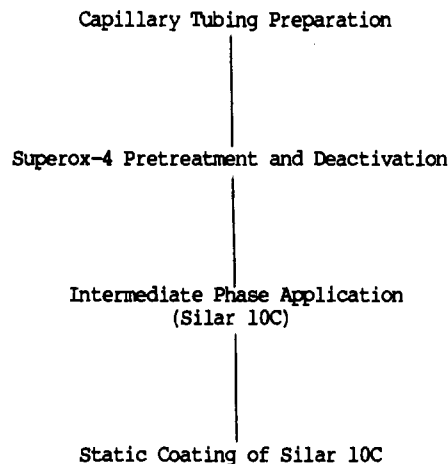 Capillary Tubing Preparation
Superox-4 Pretreatment and Deactivation
Intermediate Phase Application
(Silar 10C)
Static Coating of Silar 10C